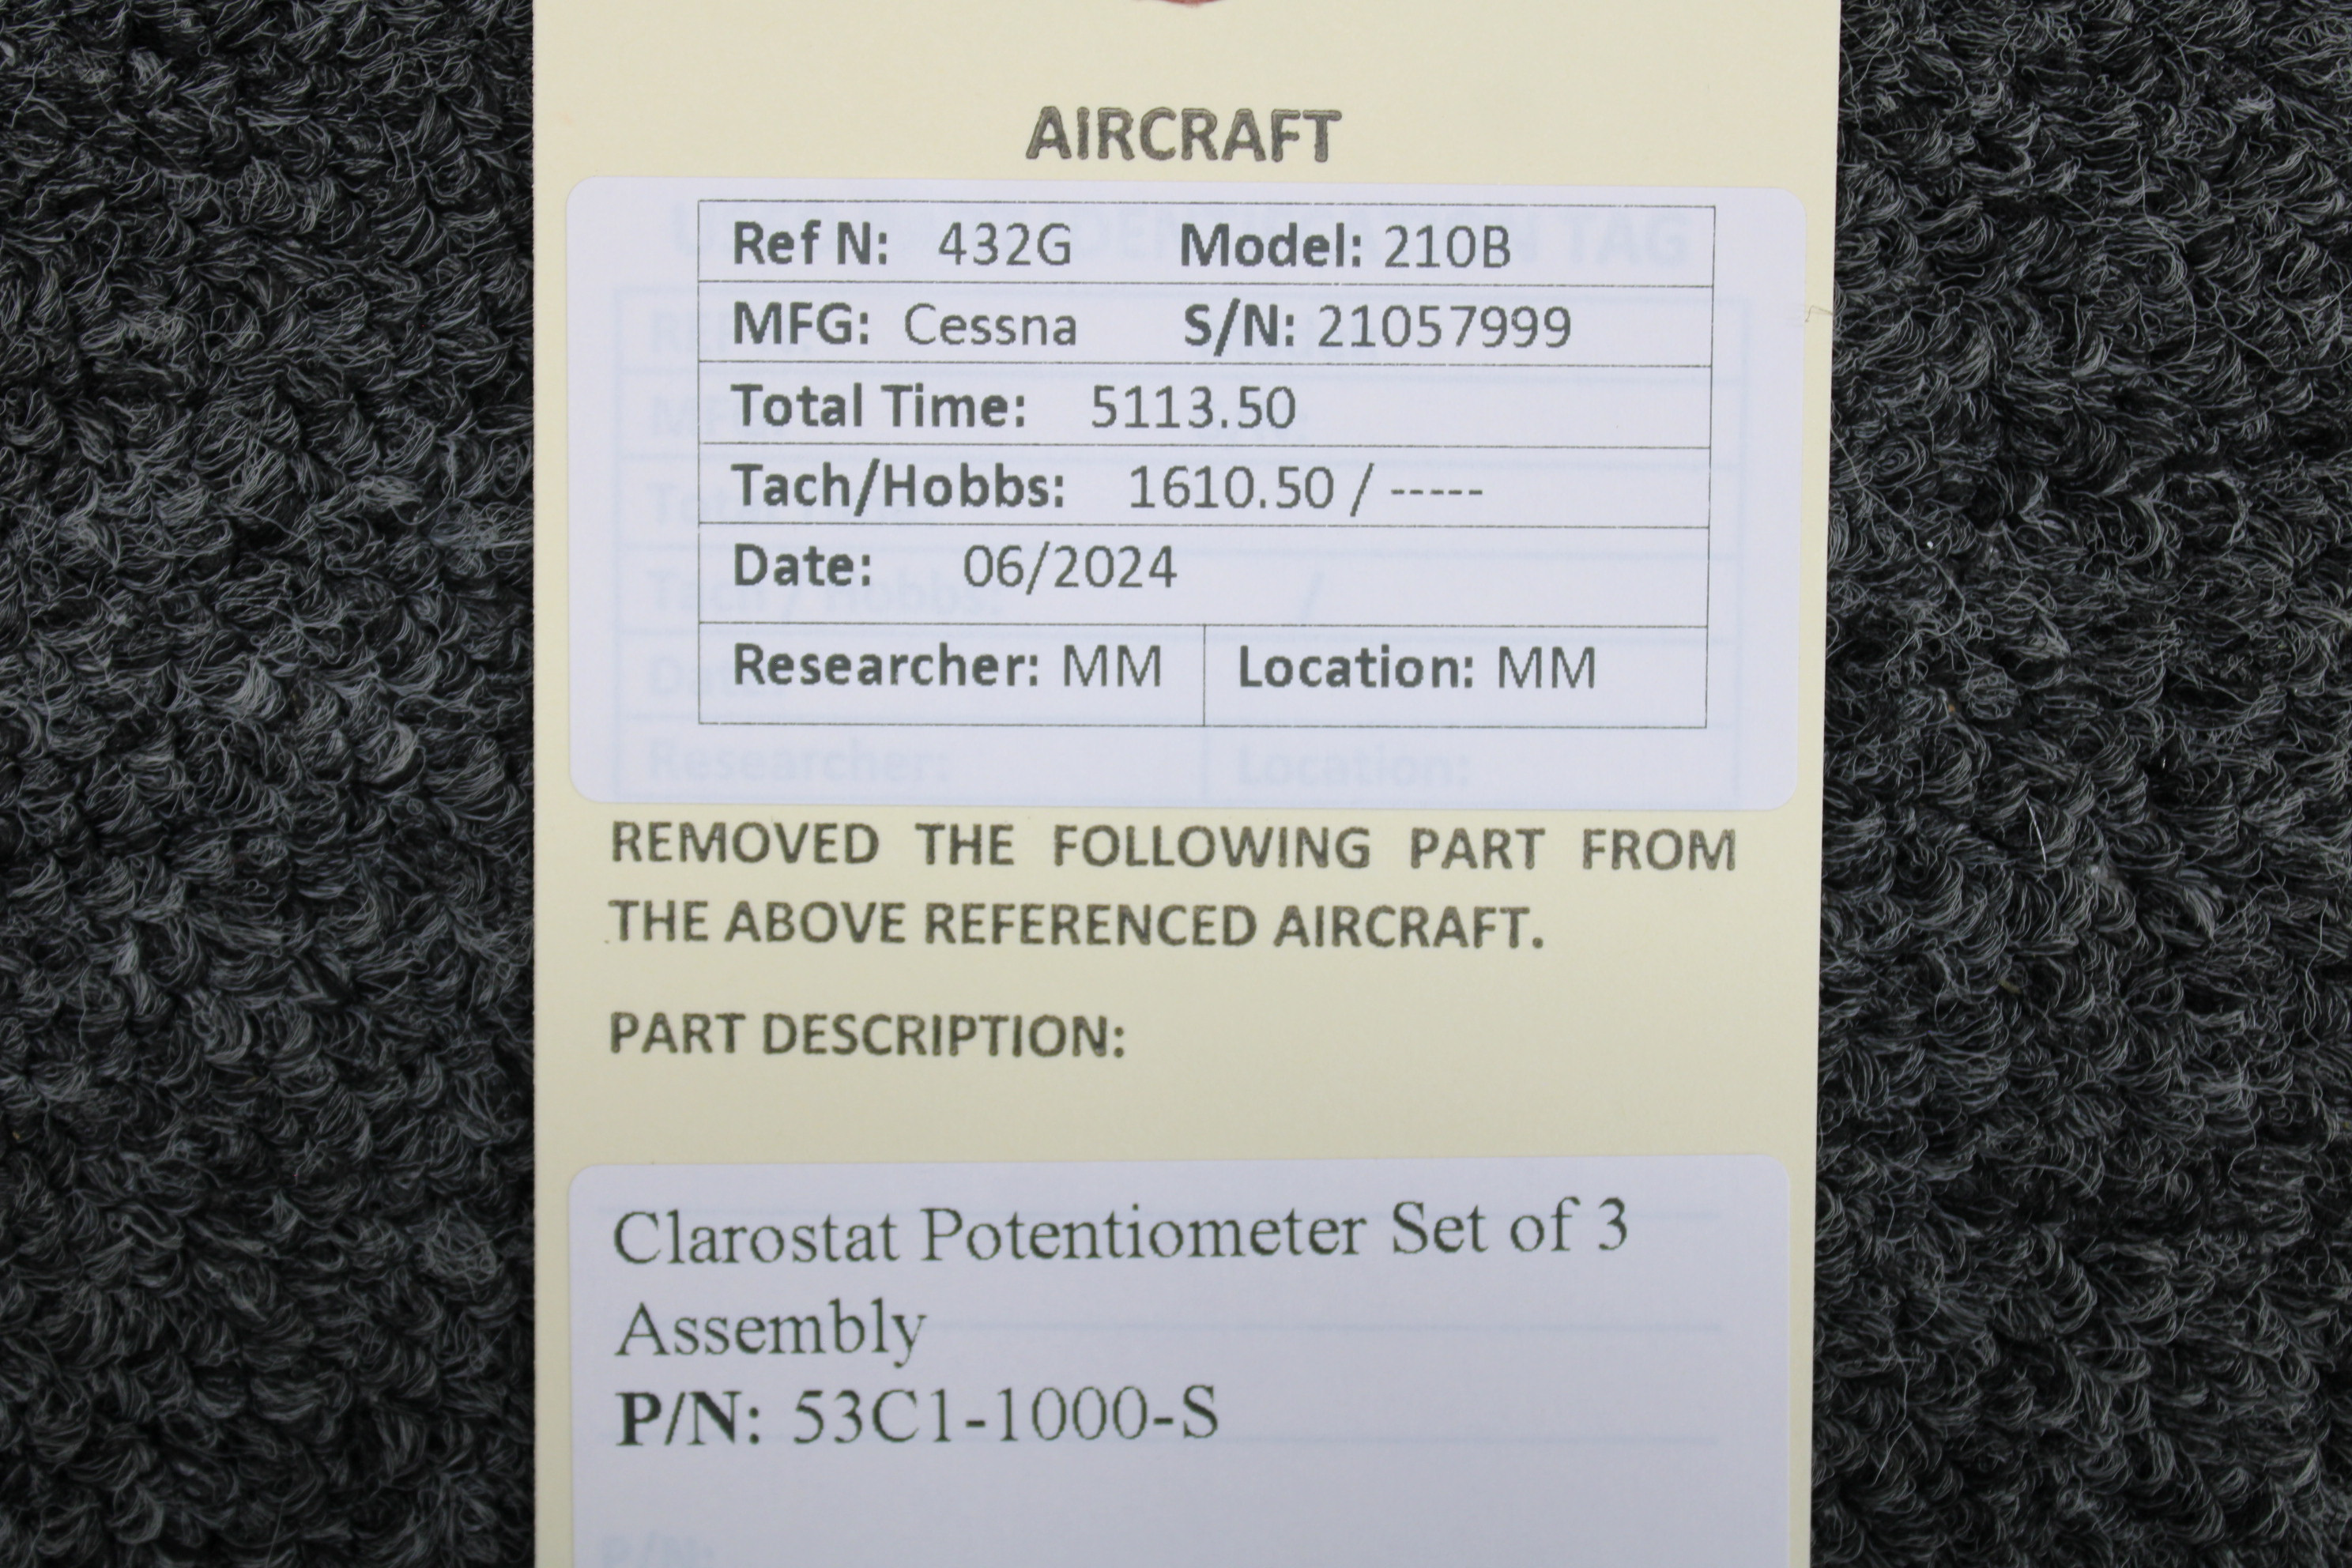 AIRCRAFT
Ref N: 432G Model: 210B
MFG: Cessna S/N: 21057999
Total Time: 5113.50
Tach/Hobbs: 1610.50 / -----
Date: 06/2024
Researcher: MM Location: MM
REMOVED THE FOLLOWING PART FROM
THE ABOVE REFERENCED AIRCRAFT.
PART DESCRIPTION:
Clarostat Potentiometer Set of 3
Assembly
P/N: 53C1-1000-S
P/N: